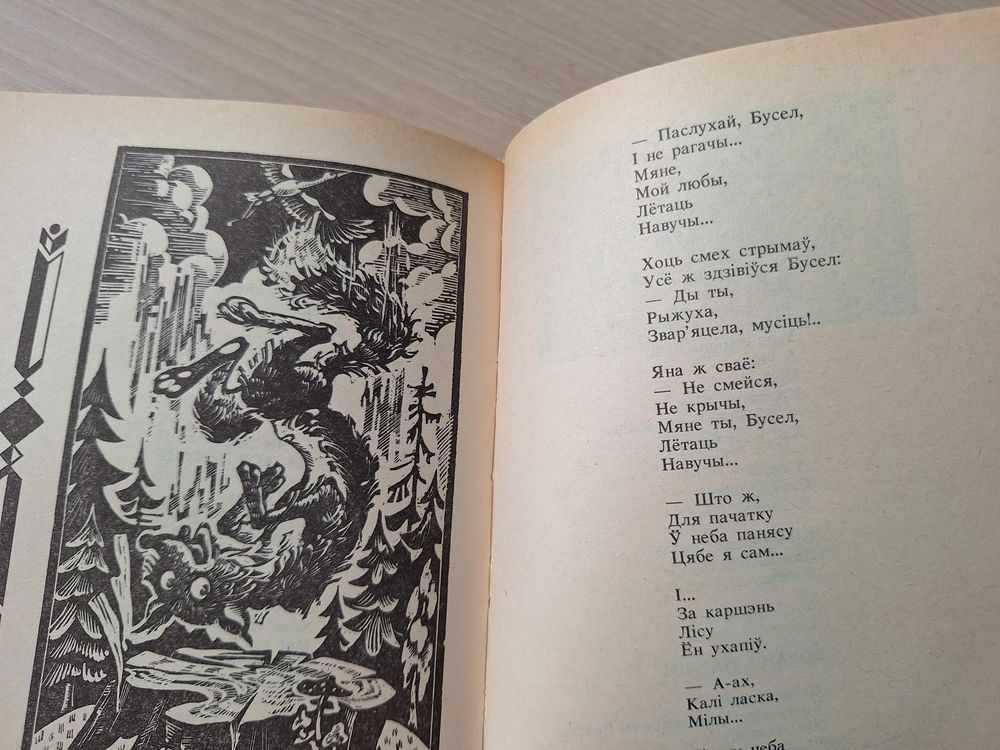 — Паслухай, Бусел,
І не рагачы...
Мяне,
Мой любы,
Лётаць
Навучы...
Хоць смех стрымаў,
Усё ж здзівіўся Бусел:
— Ды ты,
Рыжуха,
Звар'яцела, мусіць!..
Яна ж сваё:
— Не смейся,
Не крычы,
Мяне ты, Бусел,
Лётаць
Навучы...
— Што ж,
Для пачатку
Ў неба панясу
Цябе я сам...
І...
За каршэнь
Лісу
Ён ухапіў.
— А-ах,
Калі ласка,
Мілы...
неба